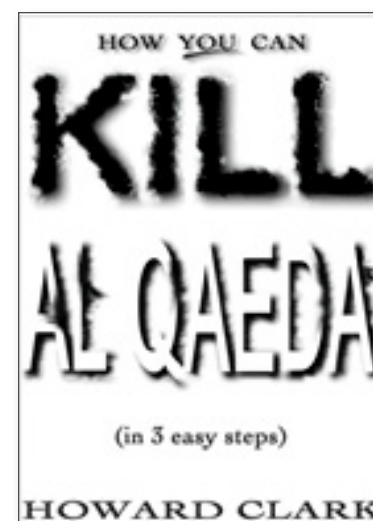 HOW YOU CAN
KILL
AL QAEDA
(in 3 easy steps)
HOWARD CLARK